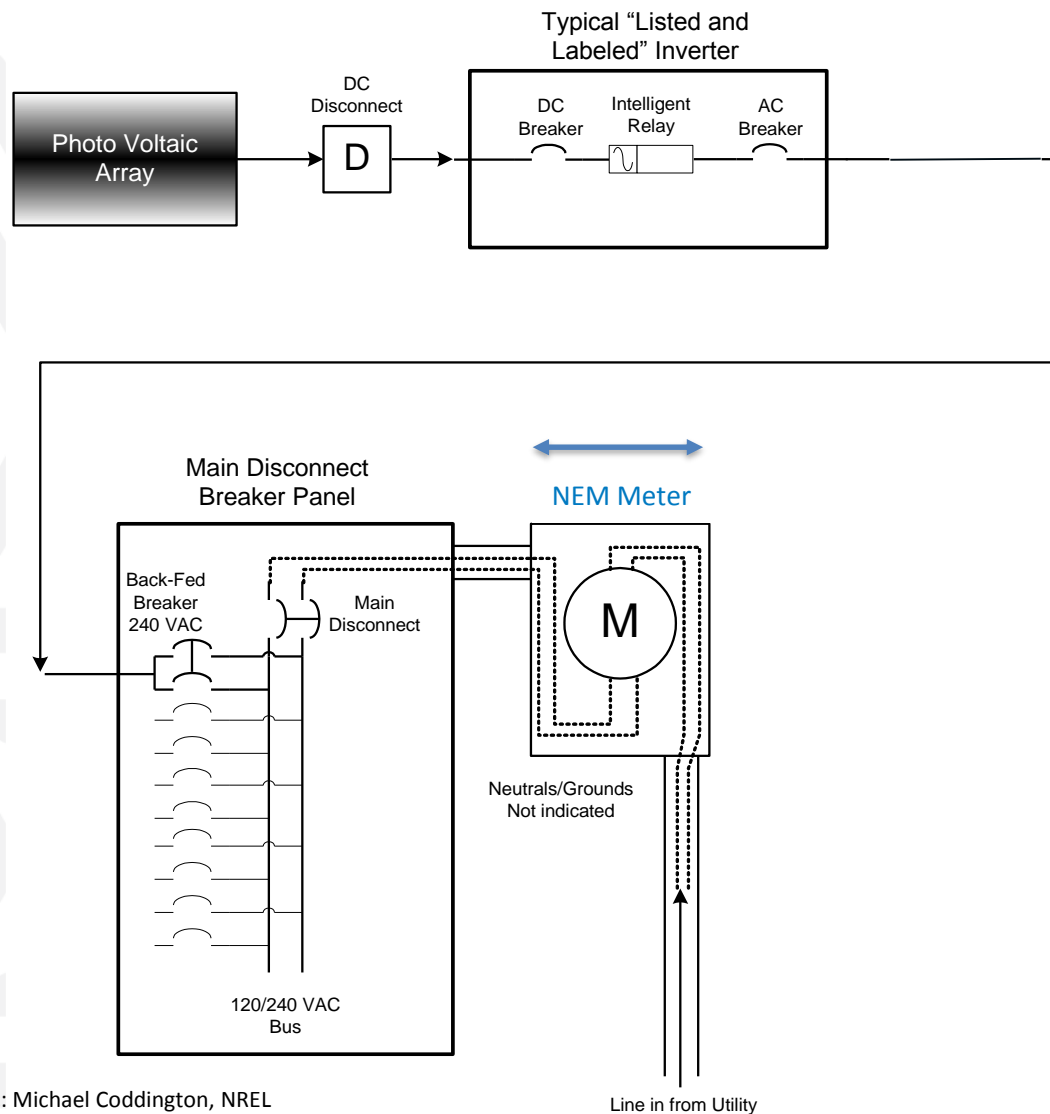 Typical “Listed and
Labeled” Inverter
Photo Voltaic
Array
DC
Disconnect
D
DC
Breaker
Intelligent
Relay
AC
Breaker
Main Disconnect
Breaker Panel
NEM Meter
Back-Fed
Breaker
240 VAC
Main
Disconnect
M
Neutrals/Grounds
Not indicated
120/240 VAC
Bus
: Michael Coddington, NREL
Line in from Utility